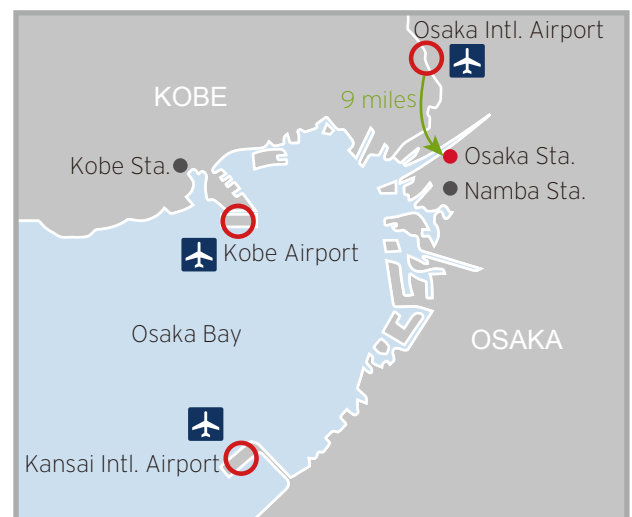 Osaka Intl. Airport
KOBE
9 miles
Osaka Sta.
Kobe Sta.
Namba Sta.
Kobe Airport
Osaka Bay
OSAKA
Kansai Intl. Airport